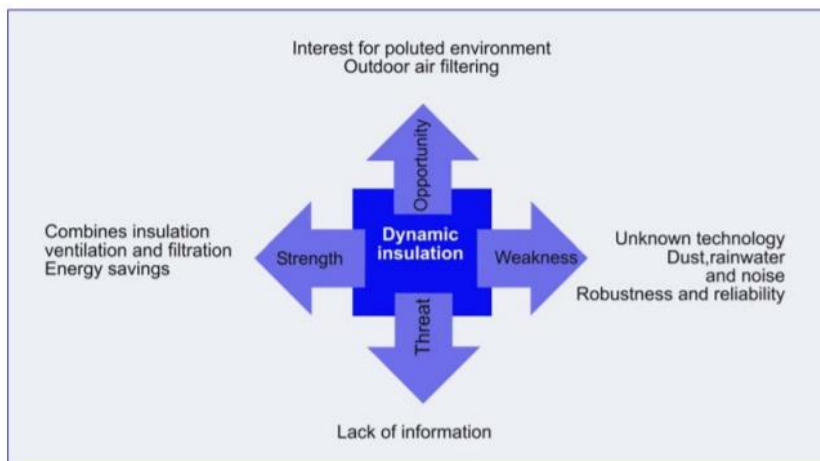 Interest for poluted environment
Outdoor air filtering
Opportunity
Combines insulation
ventilation and filtration
Energy savings
Strength
Dynamic
insulation
Weakness
Unknown technology
Dust,rainwater
and noise
Robustness and reliability
Threat
Lack of information